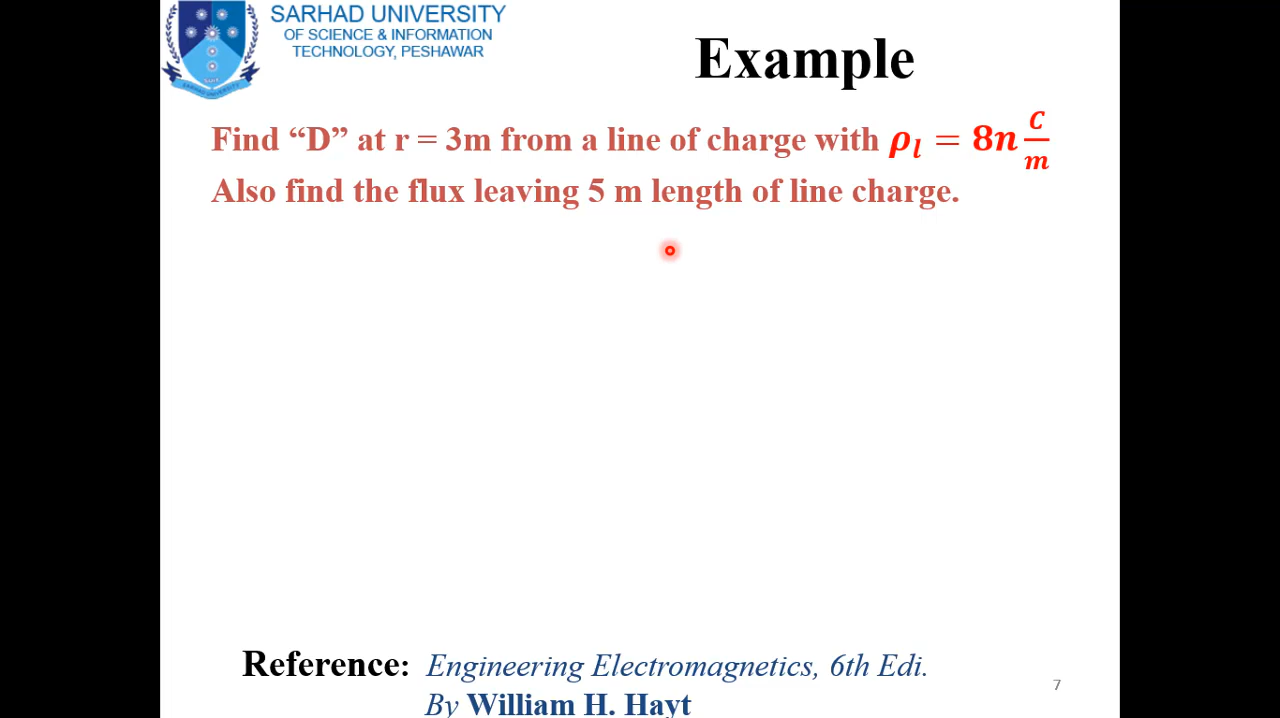 SARHAD UNIVERSITY
OF SCIENCE & INFORMATION
TECHNOLOGY, PESHAWAR
Example
Find “D” at r = 3m from a line of charge with ρₗ = 8n C/m
Also find the flux leaving 5 m length of line charge.
Reference: Engineering Electromagnetics, 6th Edi.
By William H. Hayt
7